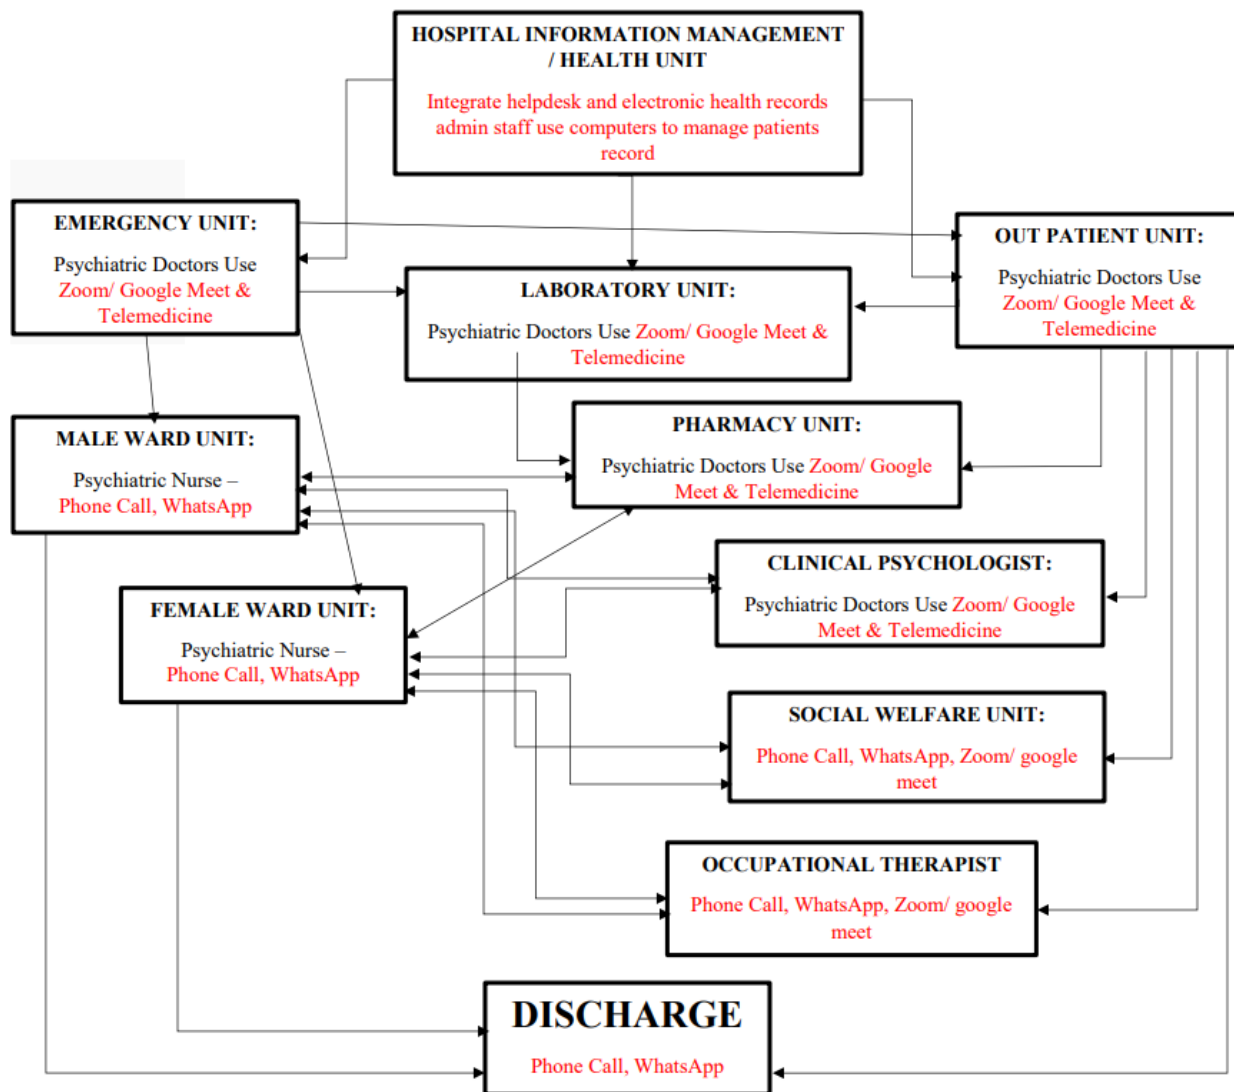 HOSPITAL INFORMATION MANAGEMENT
/ HEALTH UNIT
Integrate helpdesk and electronic health records
admin staff use computers to manage patients
record
EMERGENCY UNIT:
Psychiatric Doctors Use
Zoom/ Google Meet &
Telemedicine
OUT PATIENT UNIT:
Psychiatric Doctors Use
Zoom/ Google Meet &
Telemedicine
LABORATORY UNIT:
Psychiatric Doctors Use Zoom/ Google Meet &
Telemedicine
MALE WARD UNIT:
Psychiatric Nurse –
Phone Call, WhatsApp
PHARMACY UNIT:
Psychiatric Doctors Use Zoom/ Google
Meet & Telemedicine
CLINICAL PSYCHOLOGIST:
Psychiatric Doctors Use Zoom/ Google
Meet & Telemedicine
FEMALE WARD UNIT:
Psychiatric Nurse –
Phone Call, WhatsApp
SOCIAL WELFARE UNIT:
Phone Call, WhatsApp, Zoom/ google
meet
OCCUPATIONAL THERAPIST
Phone Call, WhatsApp, Zoom/ google
meet
DISCHARGE
Phone Call, WhatsApp